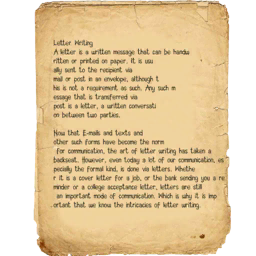 Letter Writing
A letter is a written message that can be handw
ritten or printed on paper. It is usu
ally sent to the recipient via
mail or post in an envelope, although t
his is not a requirement as such. Any such m
essage that is transferred via
post is a letter, a written conversati
on between two parties.
Now that E-mails and texts and
other such forms have become the norm
for communication, the art of letter writing has taken a
backseat. However, even today a lot of our communication, es
pecially the formal kind, is done via letters. Whethe
r it is a cover letter for a job, or the bank sending you a re
minder or a college acceptance letter, letters are still
an important mode of communication. Which is why it is imp
ortant that we know the intricacies of letter writing.